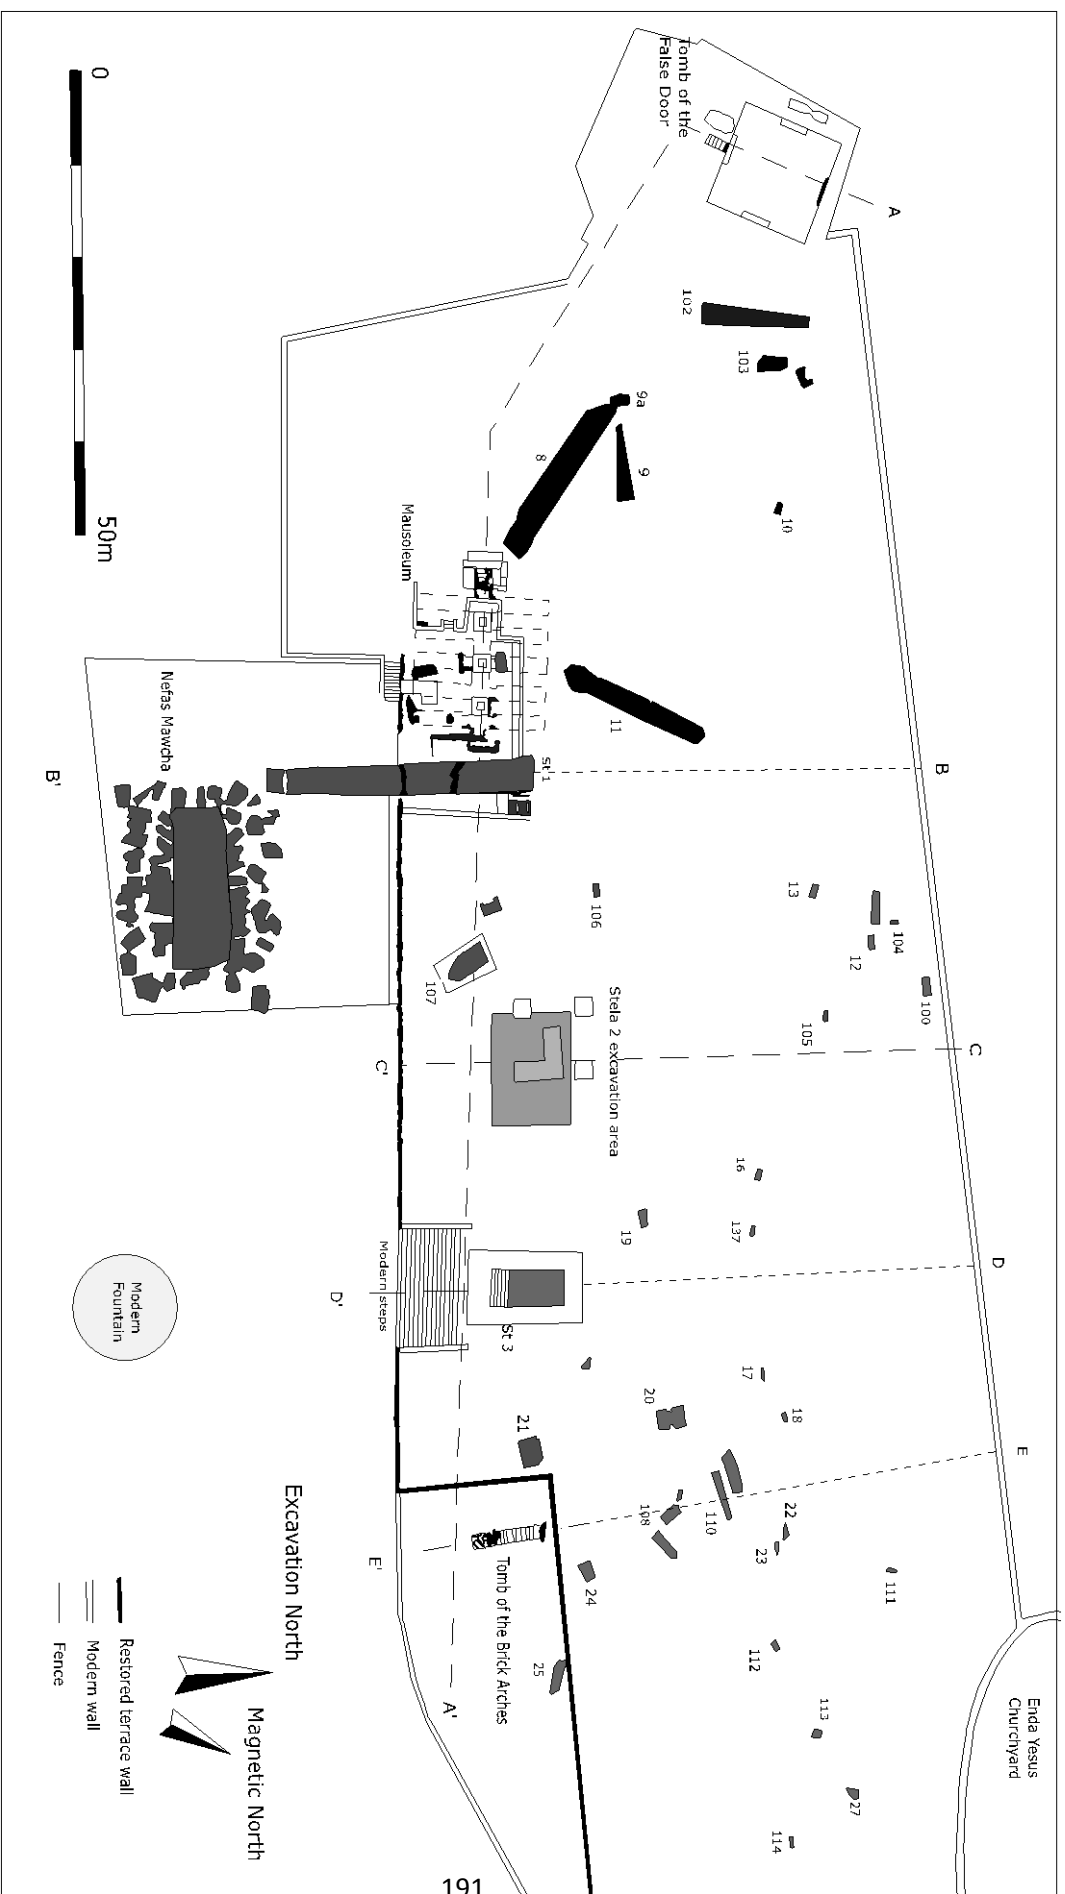 0
50m
Tomb of the
False Door
A
102
103
9a
9
8
10
Mausoleum
11
Nefas Mawcha
B'
St 1
B
13
104
12
106
100
107
105
Stela 2 excavation area
C
C'
16
19
137
D
Modern steps
D'
St 3
Modern
Fountain
17
18
20
21
E
110
108
22
23
111
Tomb of the Brick Arches
E'
24
25
112
113
27
114
A'
Enda Yesus
Churchyard
Excavation North
Magnetic North
Restored terrace wall
Modern wall
Fence
191